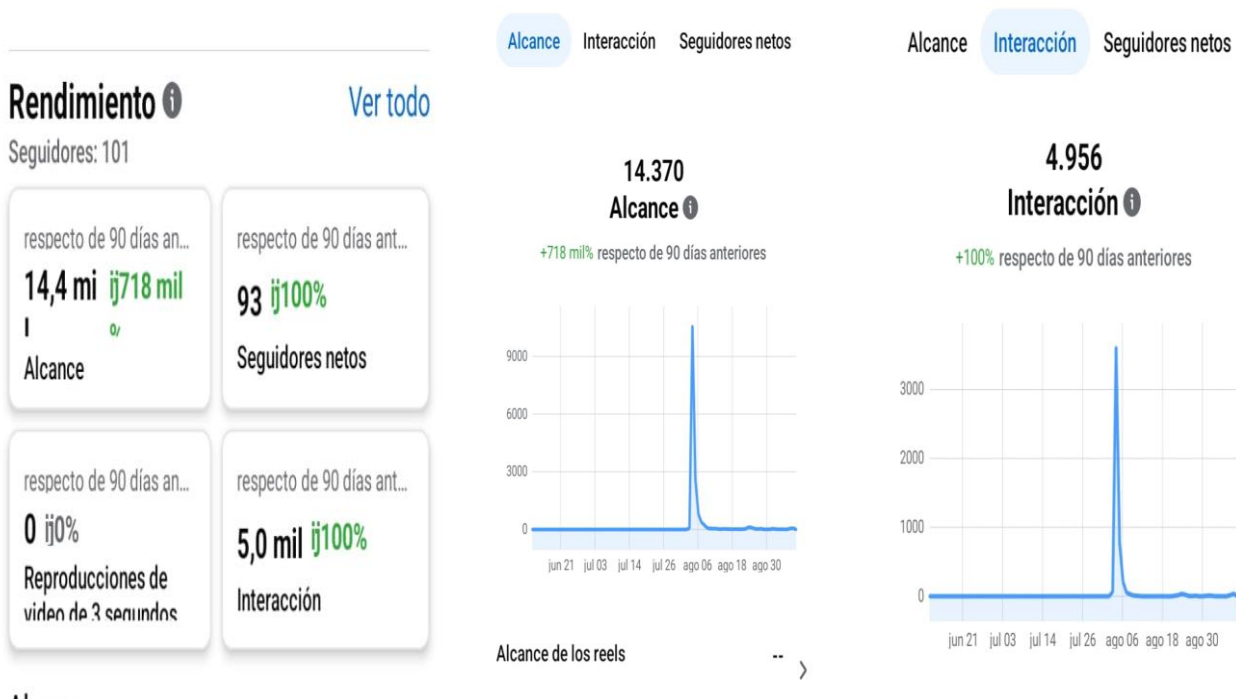 Rendimiento
Ver todo
Seguidores: 101
respecto de 90 días an...
14,4 mi ĳ718 mil
l %
Alcance
respecto de 90 días ant...
93 ĳ100%
Seguidores netos
respecto de 90 días an...
0 ĳ0%
Reproducciones de
video de 3 segundos
respecto de 90 días ant...
5,0 mil ĳ100%
Interacción
Alcance Interacción Seguidores netos
14.370
Alcance
+718 mil% respecto de 90 días anteriores
9000
6000
3000
0
jun 21 jul 03 jul 14 jul 26 ago 06 ago 18 ago 30
Alcance de los reels --
Alcance Interacción Seguidores netos
4.956
Interacción
+100% respecto de 90 días anteriores
3000
2000
1000
0
jun 21 jul 03 jul 14 jul 26 ago 06 ago 18 ago 30